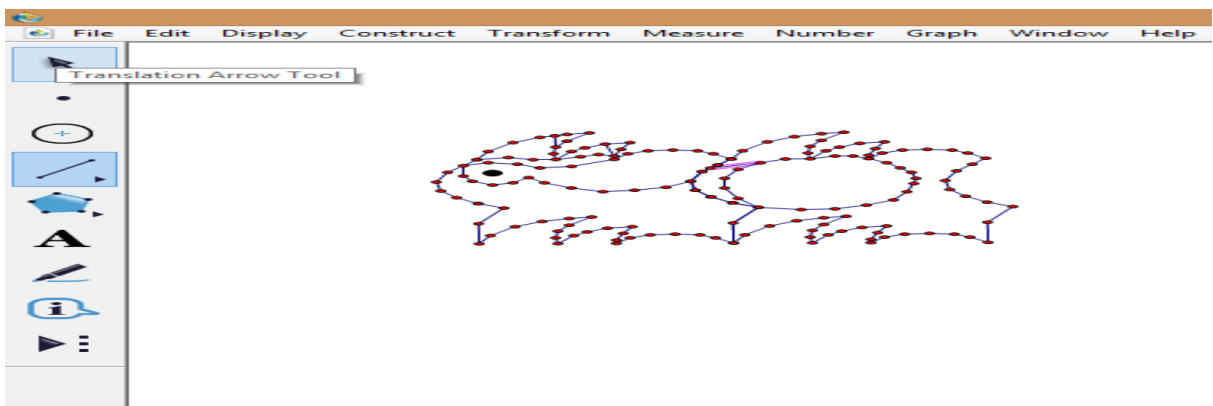 File Edit Display Construct Transform Measure Number Graph Window Help
Translation Arrow Tool
A
i